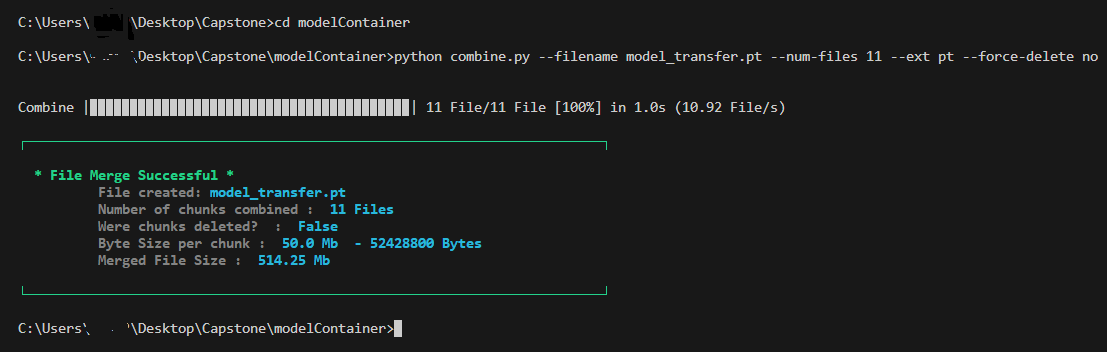 C:\Users\ \Desktop\Capstone>cd modelContainer
C:\Users\ \Desktop\Capstone\modelContainer>python combine.py --filename model_transfer.pt --num-files 11 --ext pt --force-delete no
Combine |████████████████████████████████████████| 11 File/11 File [100%] in 1.0s (10.92 File/s)
* File Merge Successful *
File created: model_transfer.pt
Number of chunks combined : 11 Files
Were chunks deleted? : False
Byte Size per chunk : 50.0 Mb - 52428800 Bytes
Merged File Size : 514.25 Mb
C:\Users\ \Desktop\Capstone\modelContainer>